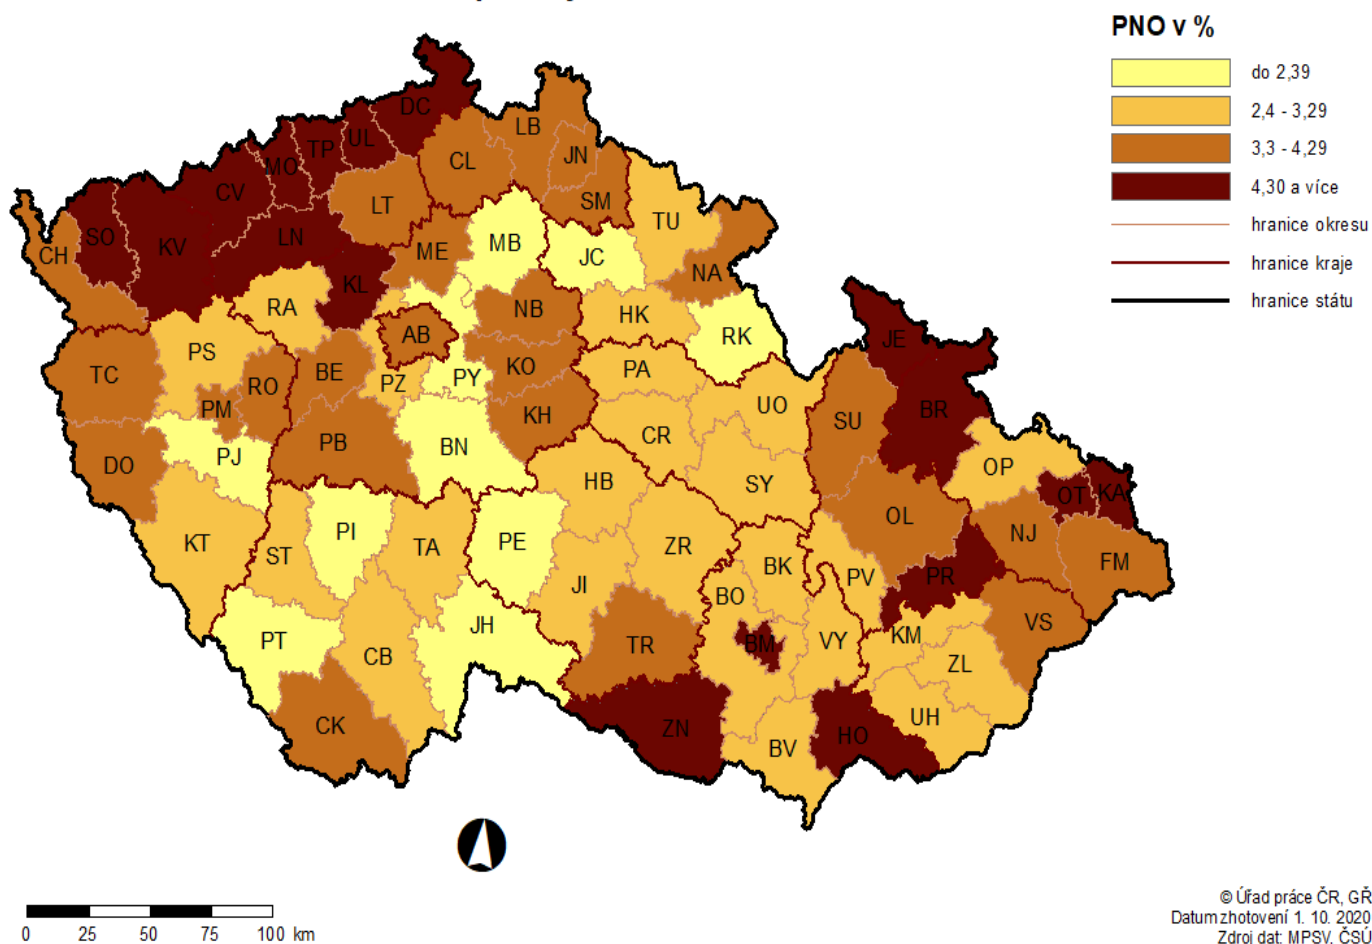 PNO v %
do 2,39
2,4 - 3,29
3,3 - 4,29
4,30 a více
hranice okresu
hranice kraje
hranice státu
DC
LB
UL
TP
MO
CL
JN
CV
LT
SM
SO
KV
LN
ME
MB
JC
TU
CH
NA
KL
RA
NB
HK
AB
RK
JE
PS
TC
RO
BE
PZ
PY
KO
PA
UO
BR
PM
KH
SU
PB
CR
DO
PJ
BN
OP
HB
SY
OT
KA
OL
KT
ST
PI
TA
PE
ZR
NJ
FM
JI
BK
PV
PR
BO
PT
JH
VS
CB
TR
BM
VY
KM
ZL
CK
ZN
HO
UH
BV
0 25 50 75 100 km
© Úřad práce ČR, GŘ
Datum zhotovení 1. 10. 2020
Zdroj dat: MPSV, ČSÚ